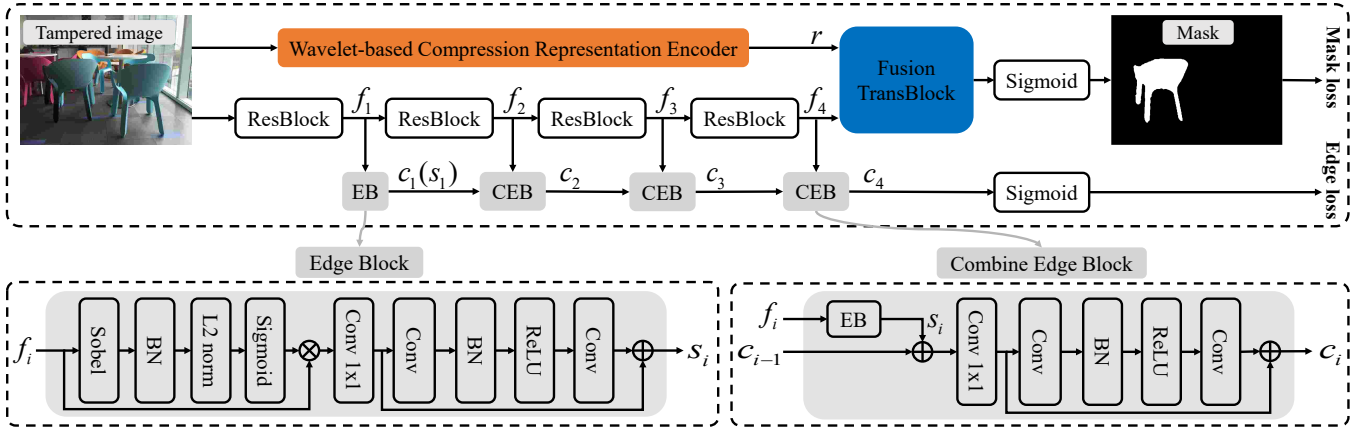 Tampered image
Wavelet-based Compression Representation Encoder
r
Fusion
TransBlock
Sigmoid
Mask
Mask loss
ResBlock
f₁
ResBlock
f₂
ResBlock
f₃
ResBlock
f₄
EB
c₁(s₁)
CEB
c₂
CEB
c₃
CEB
c₄
Sigmoid
Edge loss
Edge Block
Combine Edge Block
fᵢ
Sobel
BN
L2 norm
Sigmoid
Conv 1x1
Conv
BN
ReLU
Conv
sᵢ
fᵢ
EB
sᵢ
cᵢ₋₁
Conv 1x1
Conv
BN
ReLU
Conv
cᵢ